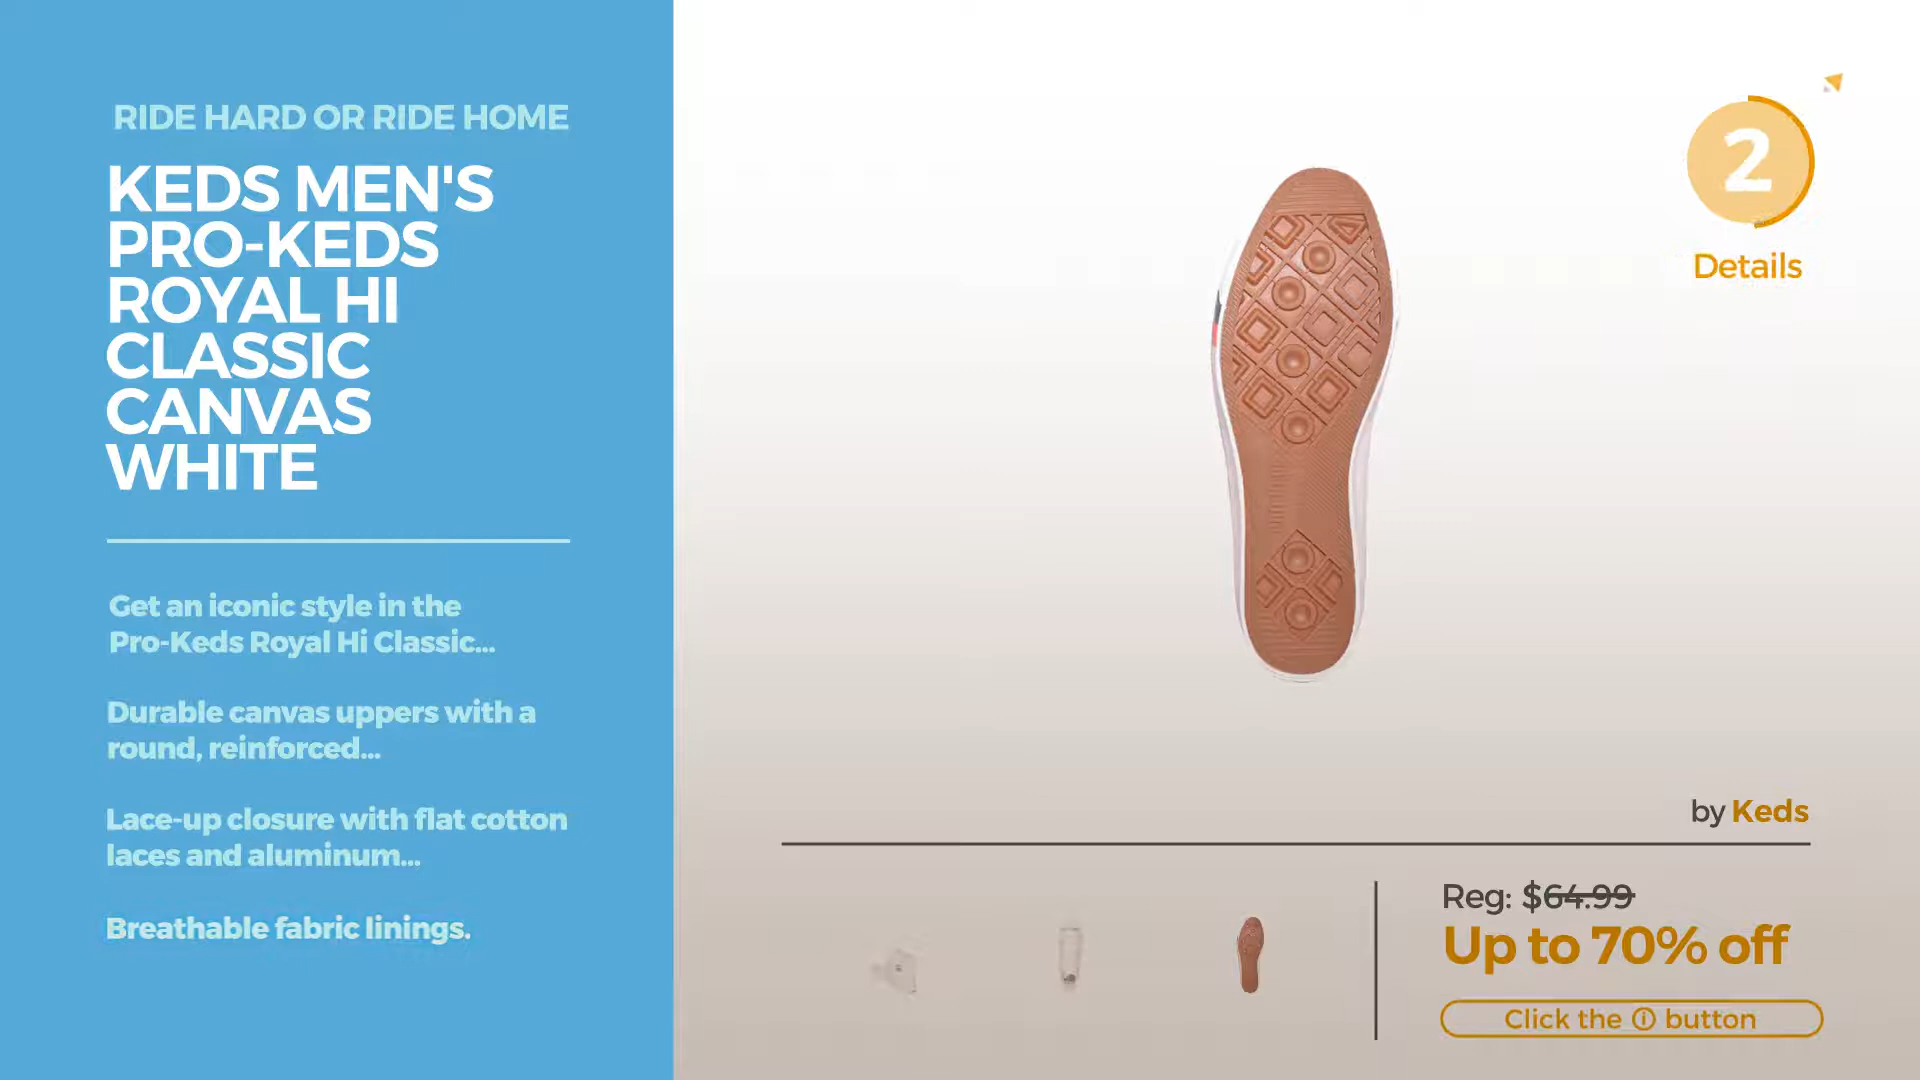 RIDE HARD OR RIDE HOME
KEDS MEN'S
PRO-KEDS
ROYAL HI
CLASSIC
CANVAS
WHITE
Get an iconic style in the
Pro-Keds Royal Hi Classic...
Durable canvas uppers with a
round, reinforced...
Lace-up closure with flat cotton
laces and aluminum...
Breathable fabric linings.
2
Details
by Keds
Reg: $64.99
Up to 70% off
Click the ⓘ button